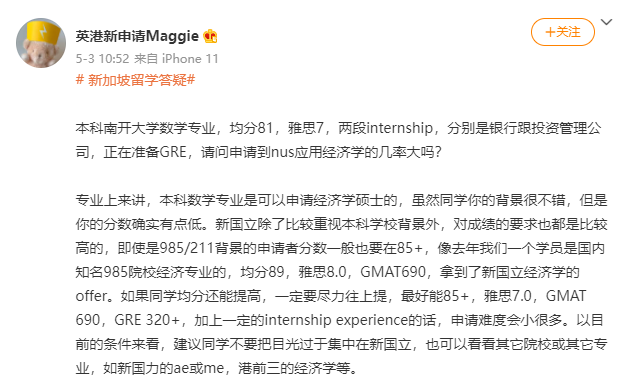 英港新申请Maggie
+关注
5-3 10:52 来自 iPhone 11
# 新加坡留学答疑#
本科南开大学数学专业，均分81，雅思7，两段internship，分别是银行跟投资管理公
司，正在准备GRE，请问申请到nus应用经济学的几率大吗？
专业上来讲，本科数学专业是可以申请经济学硕士的，虽然同学你的背景很不错，但是
你的分数确实有点低。新国立除了比较重视本科学校背景外，对成绩的要求也都是比较
高的，即使是985/211背景的申请者分数一般也要在85+，像去年我们一个学员是国内
知名985院校经济专业的，均分89，雅思8.0，GMAT690，拿到了新国立经济学的
offer。如果同学均分还能提高，一定要尽力往上提，最好能85+，雅思7.0，GMAT
690，GRE 320+，加上一定的internship experience的话，申请难度会小很多。以目
前的条件来看，建议同学不要把目光过于集中在新国立，也可以看看其它院校或其它专
业，如新国力的ae或me，港前三的经济学等。